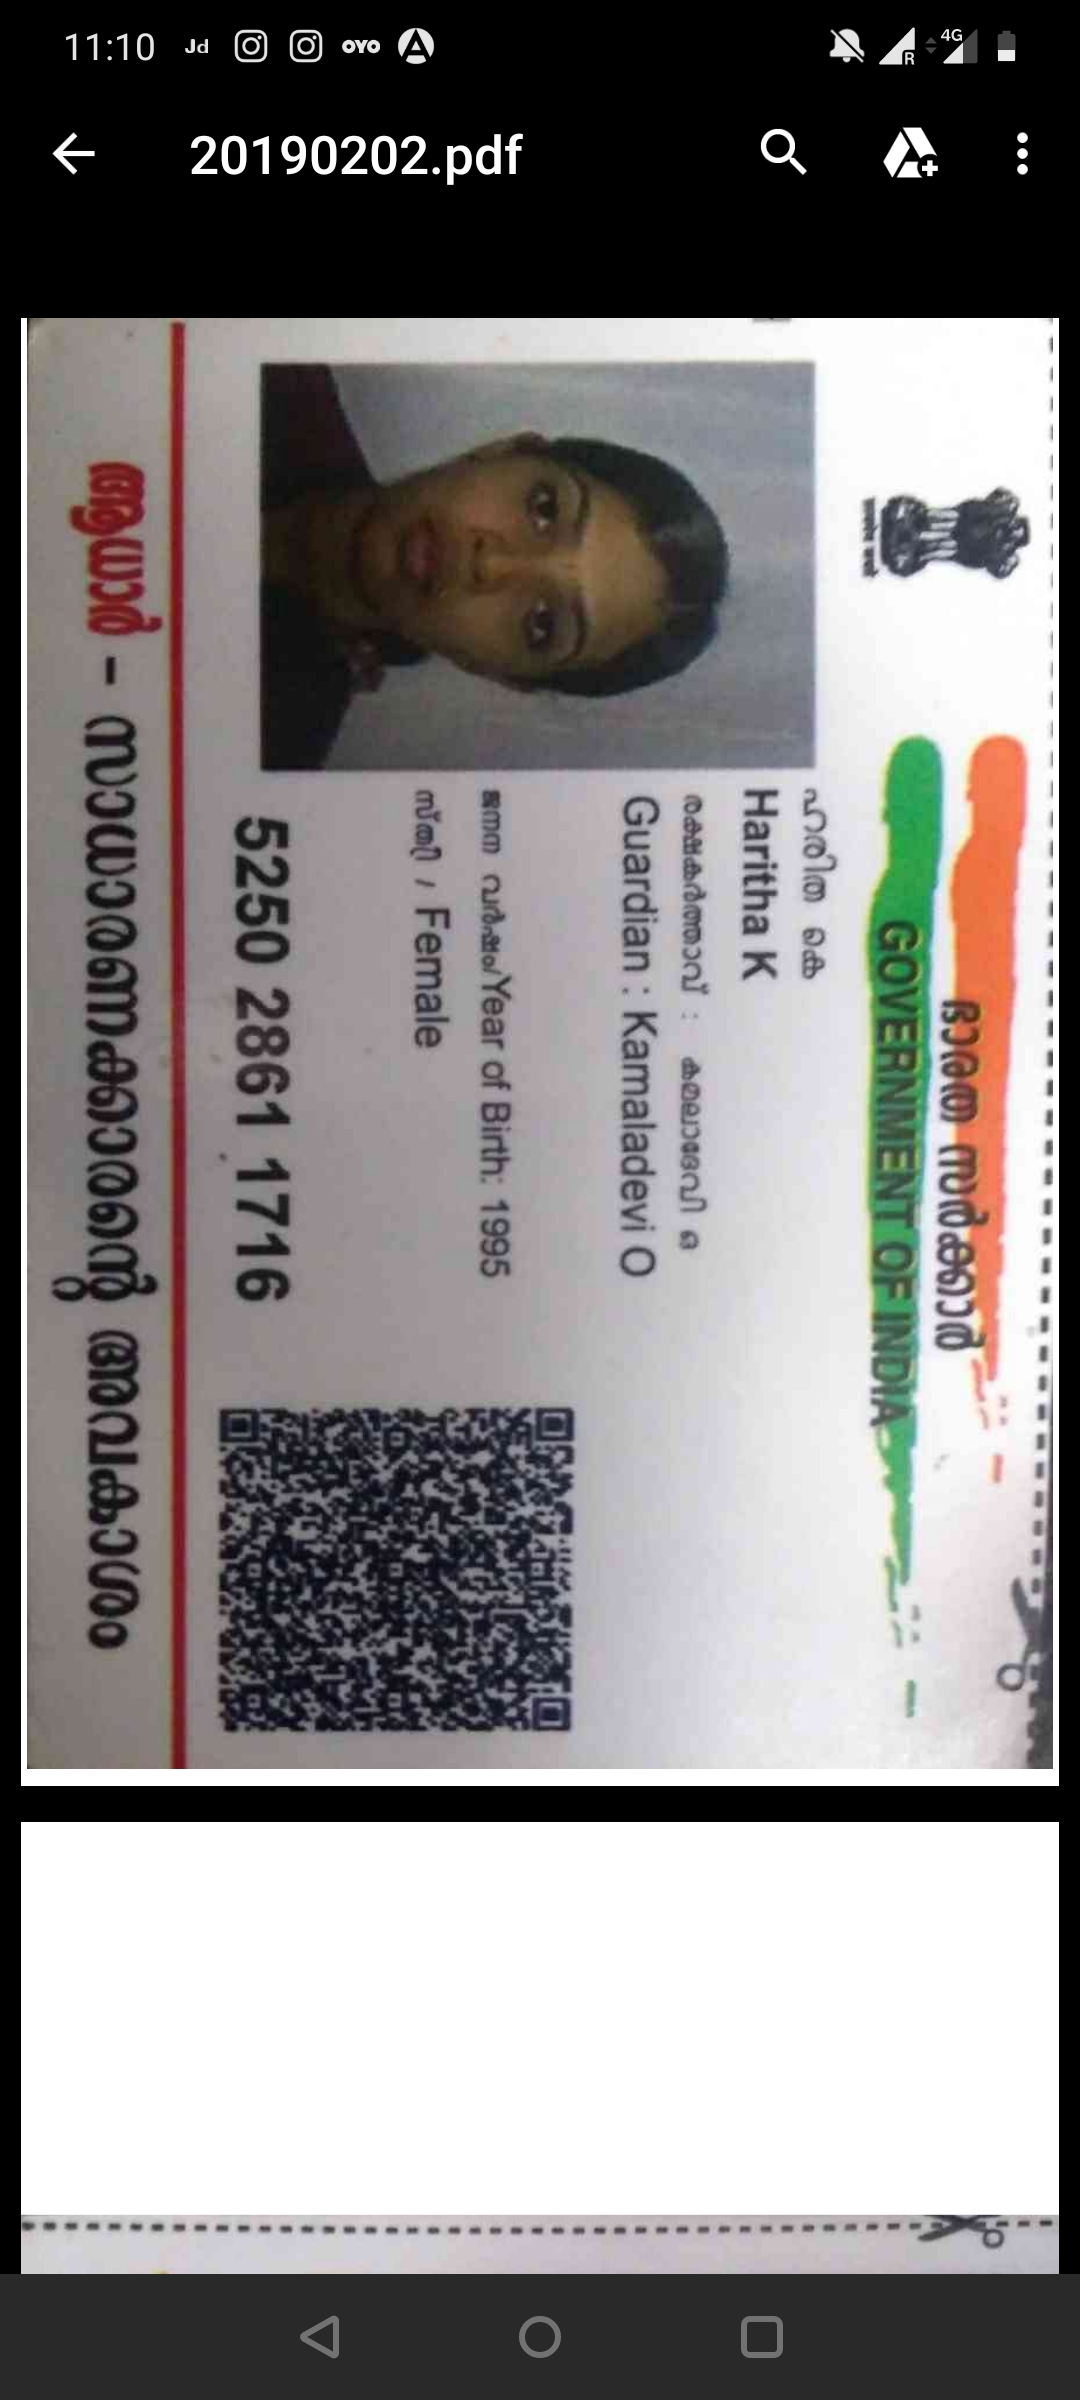 11:10 Jd OYO R 4G
20190202.pdf
ഭാരത സർക്കാർ
GOVERNMENT OF INDIA
ഹരിത കെ
Haritha K
രക്ഷകർത്താവ് : കമലാദേവി ഒ
Guardian : Kamaladevi O
ജനന വർഷം/Year of Birth: 1995
സ്ത്രീ / Female
5250 2861 1716
ആധാർ - സാധാരണക്കാരന്റെ അവകാശം